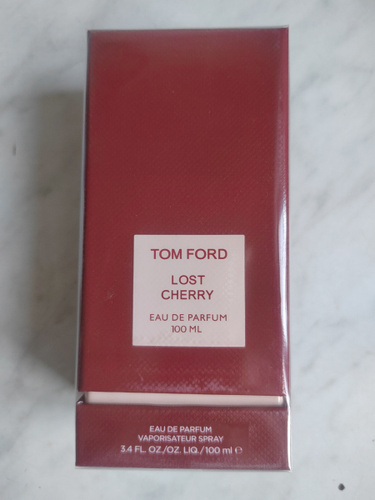 TOM FORD
LOST
CHERRY
EAU DE PARFUM
100 ML
EAU DE PARFUM
VAPORISATEUR SPRAY
3.4 FL. OZ./OZ. LIQ./100 ml ℮